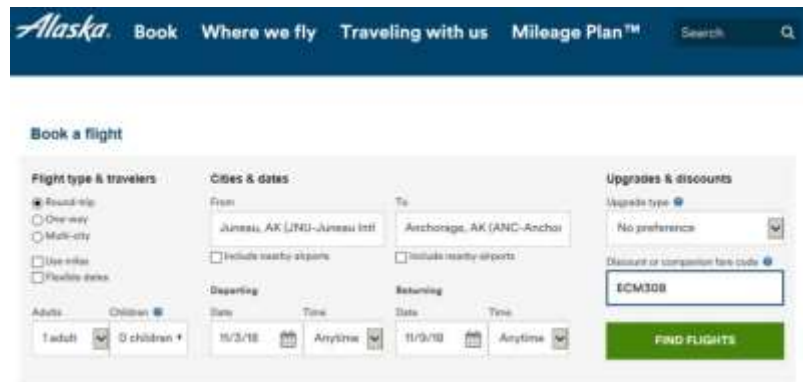 Alaska. Book Where we fly Traveling with us Mileage Plan™ Search
Book a flight
Flight type & travelers
Round-trip
One-way
Multi-city
Use miles
Flexible dates
Adults Children
1 adult 0 children
Cities & dates
From To
Juneau, AK (JNU-Juneau Intl Anchorage, AK (ANC-Anchor
Include nearby airports Include nearby airports
Departing Returning
Date Time Date Time
11/3/18 Anytime 11/9/18 Anytime
Upgrades & discounts
Upgrade type
No preference
Discount or companion fare code
ECM308
FIND FLIGHTS